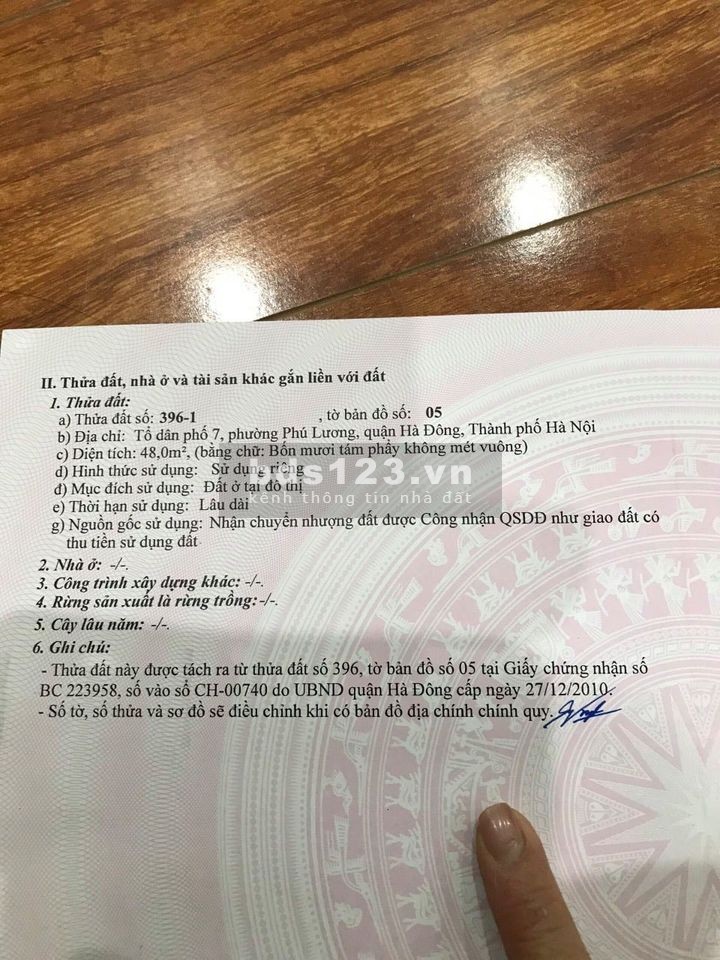 II. Thửa đất, nhà ở và tài sản khác gắn liền với đất
1. Thửa đất:
a) Thửa đất số: 396-1 , tờ bản đồ số: 05
b) Địa chỉ: Tổ dân phố 7, phường Phú Lương, quận Hà Đông, Thành phố Hà Nội
c) Diện tích: 48,0m², (bằng chữ: Bốn mươi tám phẩy không mét vuông)
d) Hình thức sử dụng: Sử dụng riêng
bds123.vn
đ) Mục đích sử dụng: Đất ở tại đô thị
kênh thông tin nhà đất
e) Thời hạn sử dụng: Lâu dài
g) Nguồn gốc sử dụng: Nhận chuyển nhượng đất được Công nhận QSDĐ như giao đất có
thu tiền sử dụng đất
2. Nhà ở: -/-.
3. Công trình xây dựng khác: -/-.
4. Rừng sản xuất là rừng trồng:-/-.
5. Cây lâu năm: -/-.
6. Ghi chú:
- Thửa đất này được tách ra từ thửa đất số 396, tờ bản đồ số 05 tại Giấy chứng nhận số
BC 223958, số vào sổ CH-00740 do UBND quận Hà Đông cấp ngày 27/12/2010.
- Số tờ, số thửa và sơ đồ sẽ điều chỉnh khi có bản đồ địa chính chính quy.